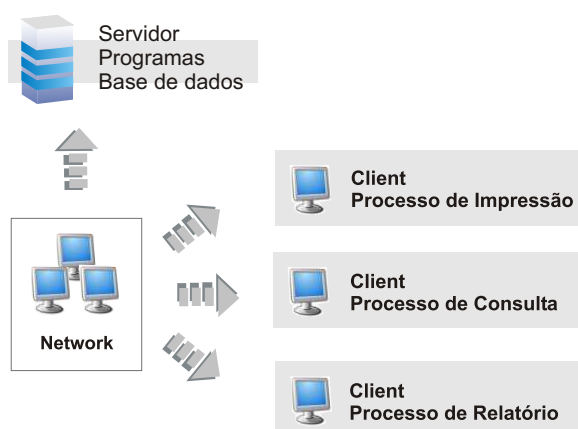 Servidor
Programas
Base de dados
Client
Processo de Impressão
Network
Client
Processo de Consulta
Client
Processo de Relatório